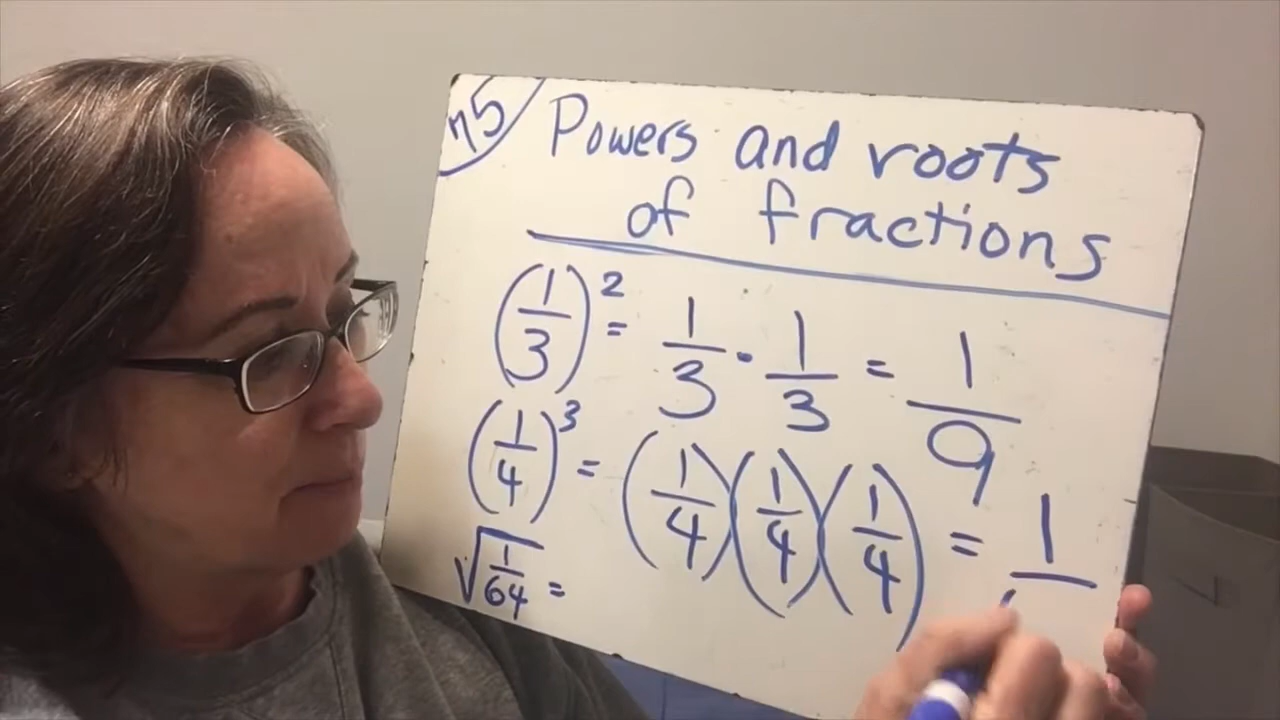 n5 Powers and roots
of fractions
(1/3)² = 1/3 · 1/3 = 1/9
(1/4)³ = (1/4)(1/4)(1/4) = 1/
√1/64 =